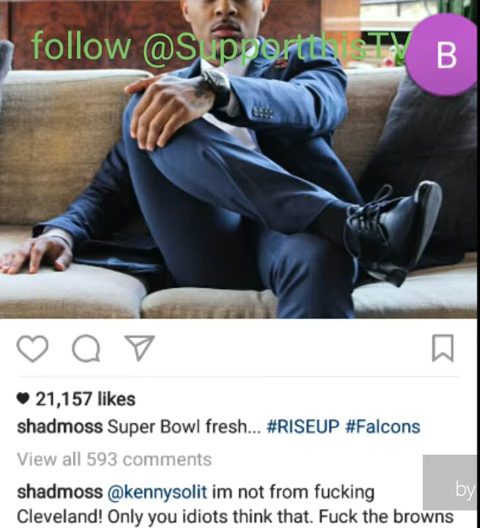 follow @SupportthisTV
B
21,157 likes
shadmoss Super Bowl fresh... #RISEUP #Falcons
View all 593 comments
by
shadmoss @kennysolit im not from fucking
Cleveland! Only you idiots think that. Fuck the browns